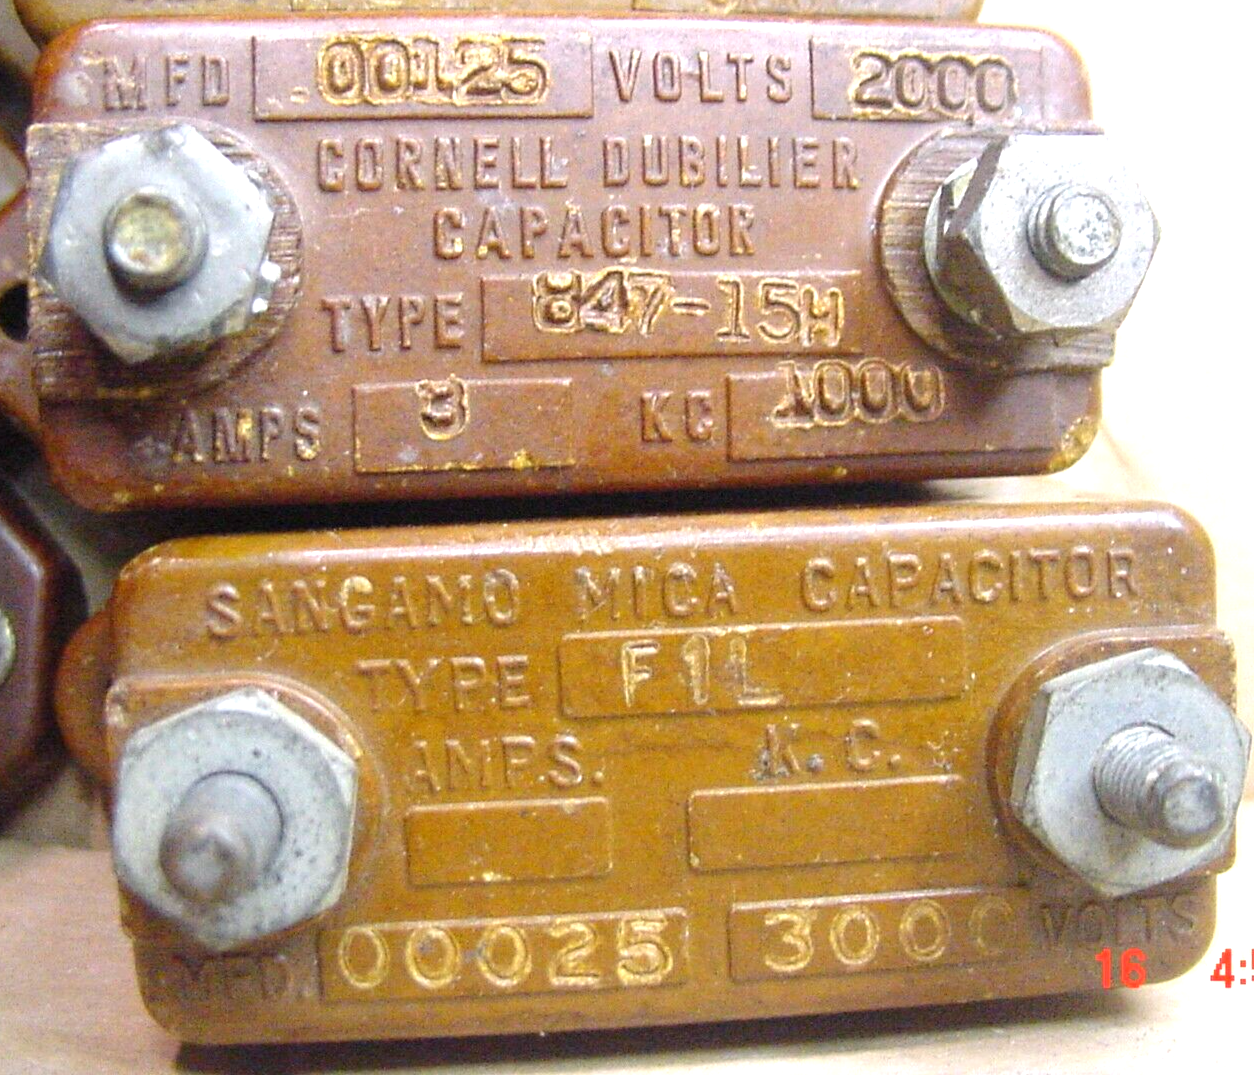 MFD .00125 VOLTS 2000
CORNELL DUBILIER
CAPACITOR
TYPE 847-15H
AMPS 3 KC 1000
SANGAMO MICA CAPACITOR
TYPE F1L
AMPS. K.C.
MFD. 00025 3000 VOLTS
16 4:5